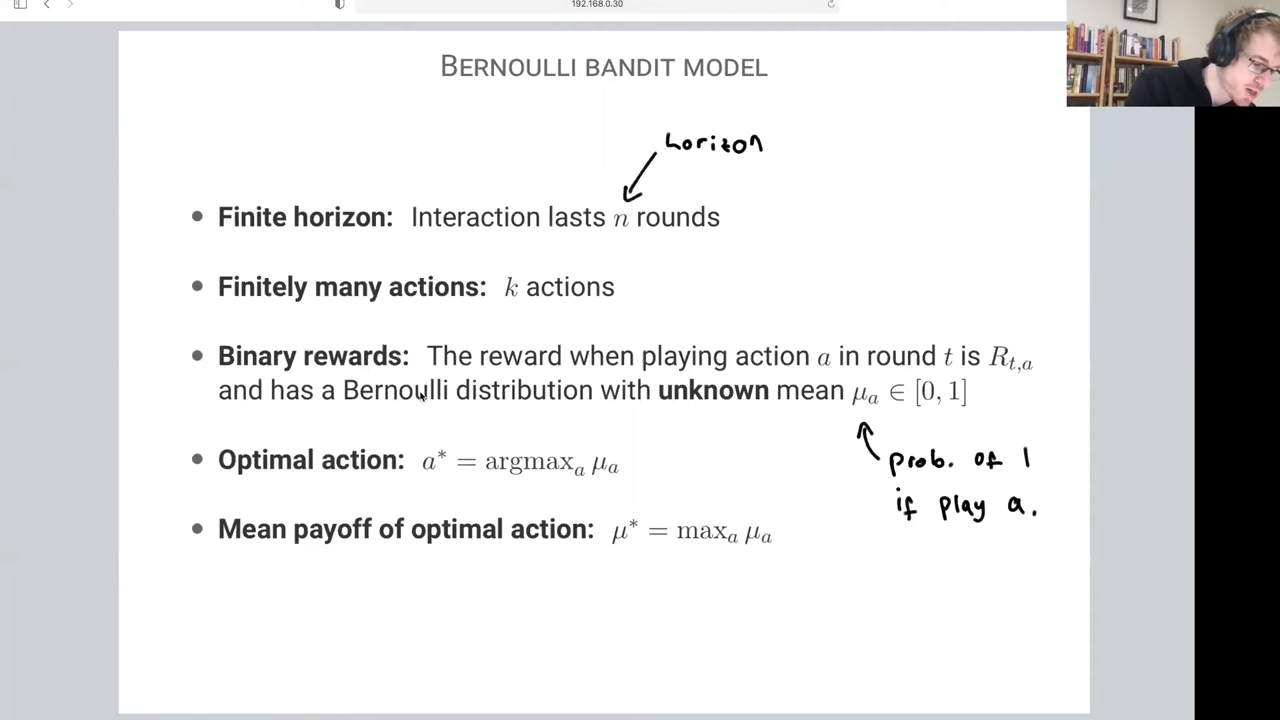 192.168.0.30
BERNOULLI BANDIT MODEL
horizon
• Finite horizon: Interaction lasts n rounds
• Finitely many actions: k actions
• Binary rewards: The reward when playing action a in round t is R_{t,a}
and has a Bernoulli distribution with unknown mean μ_a ∈ [0, 1]
• Optimal action: a* = argmax_a μ_a
prob. of 1
if play a.
• Mean payoff of optimal action: μ* = max_a μ_a